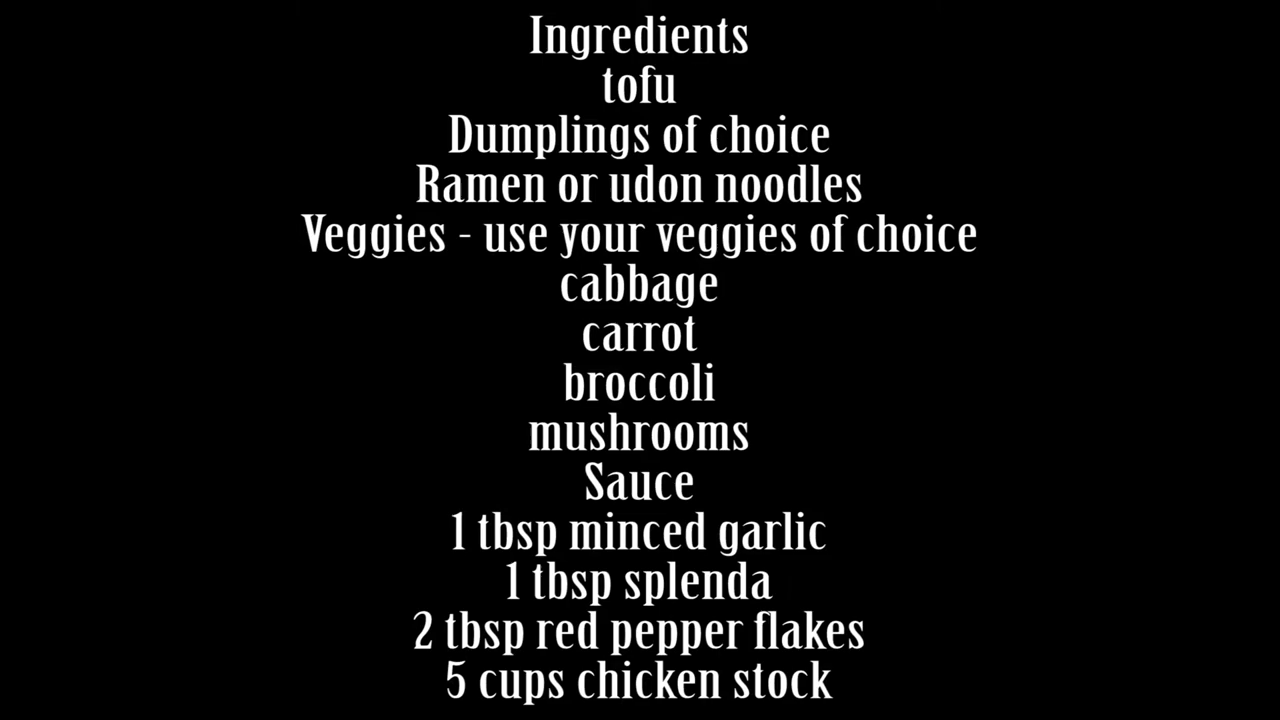 Ingredients
tofu
Dumplings of choice
Ramen or udon noodles
Veggies - use your veggies of choice
cabbage
carrot
broccoli
mushrooms
Sauce
1 tbsp minced garlic
1 tbsp splenda
2 tbsp red pepper flakes
5 cups chicken stock